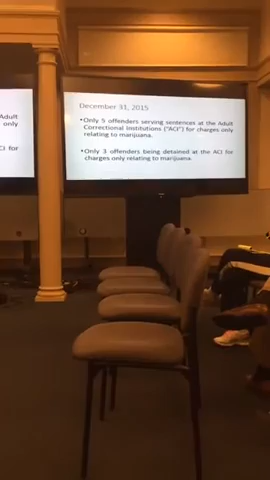 Adult
only
CI for
December 31, 2015
•Only 5 offenders serving sentences at the Adult
Correctional Institutions ("ACI" for charges only
relating to marijuana.
•Only 3 offenders being detained at the ACI for
charges only relating to marijuana.